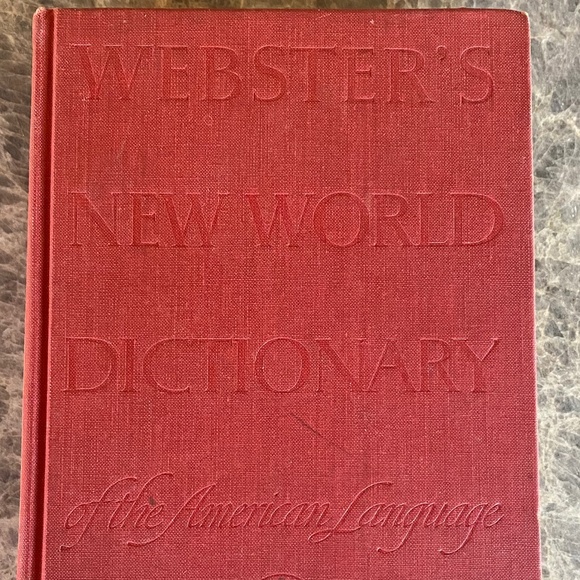 WEBSTER'S
NEW WORLD
DICTIONARY
of the American Language